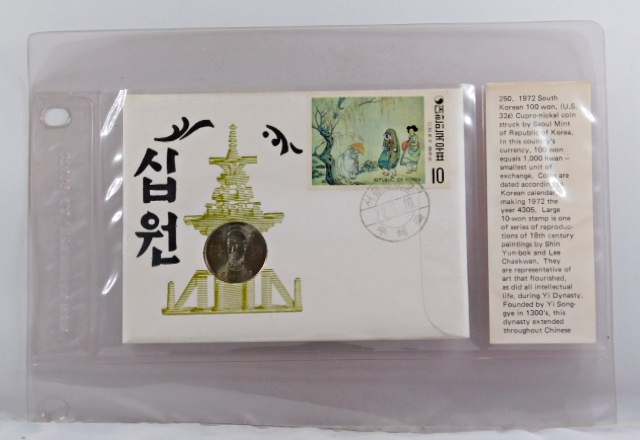 십원
대한민국우표
REPUBLIC OF KOREA
10
250, 1972 South
Korean 100 won, (U.S.
32¢) Cupro-nickel coin
struck by Seoul Mint
of Republic of Korea.
In this country's
currency, 100 won
equals 1,000 hwan —
smallest unit of
exchange. Coins are
dated according
Korean calendar
making 1972 the
year 4305. Large
10-won stamp is one
of series of reproduc-
tions of 18th century
paintings by Shin
Yun-bok and Lee
Chaekwan. They
are representative of
art that flourished,
as did all intellectual
life, during Yi Dynasty.
Founded by Yi Song-
gye in 1300's, this
dynasty extended
throughout Chinese